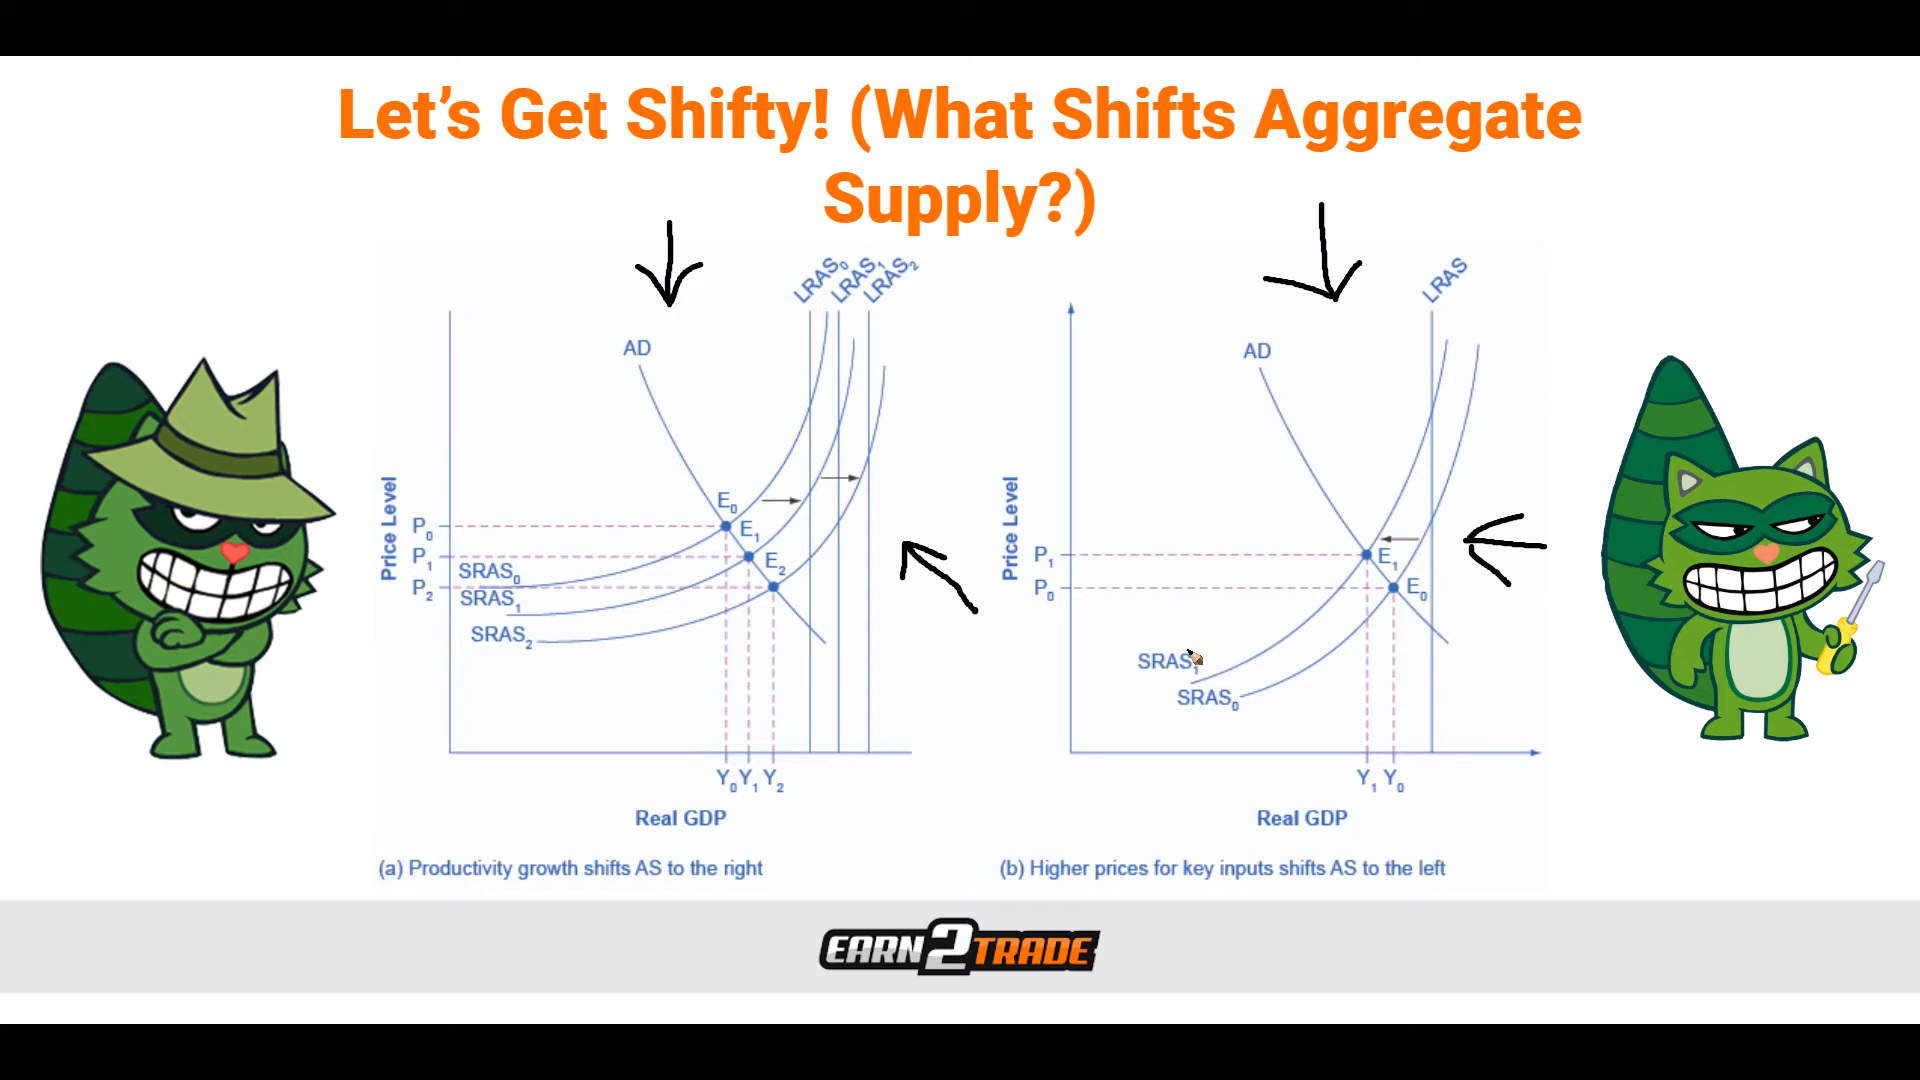 Let's Get Shifty! (What Shifts Aggregate
Supply?)
LRAS₀ LRAS₁ LRAS₂
AD
Price Level
P₀
P₁
P₂
E₀
E₁
E₂
SRAS₀
SRAS₁
SRAS₂
Y₀ Y₁ Y₂
Real GDP
(a) Productivity growth shifts AS to the right
LRAS
AD
Price Level
P₁
P₀
E₁
E₀
SRAS₁
SRAS₀
Y₁ Y₀
Real GDP
(b) Higher prices for key inputs shifts AS to the left
EARN2TRADE